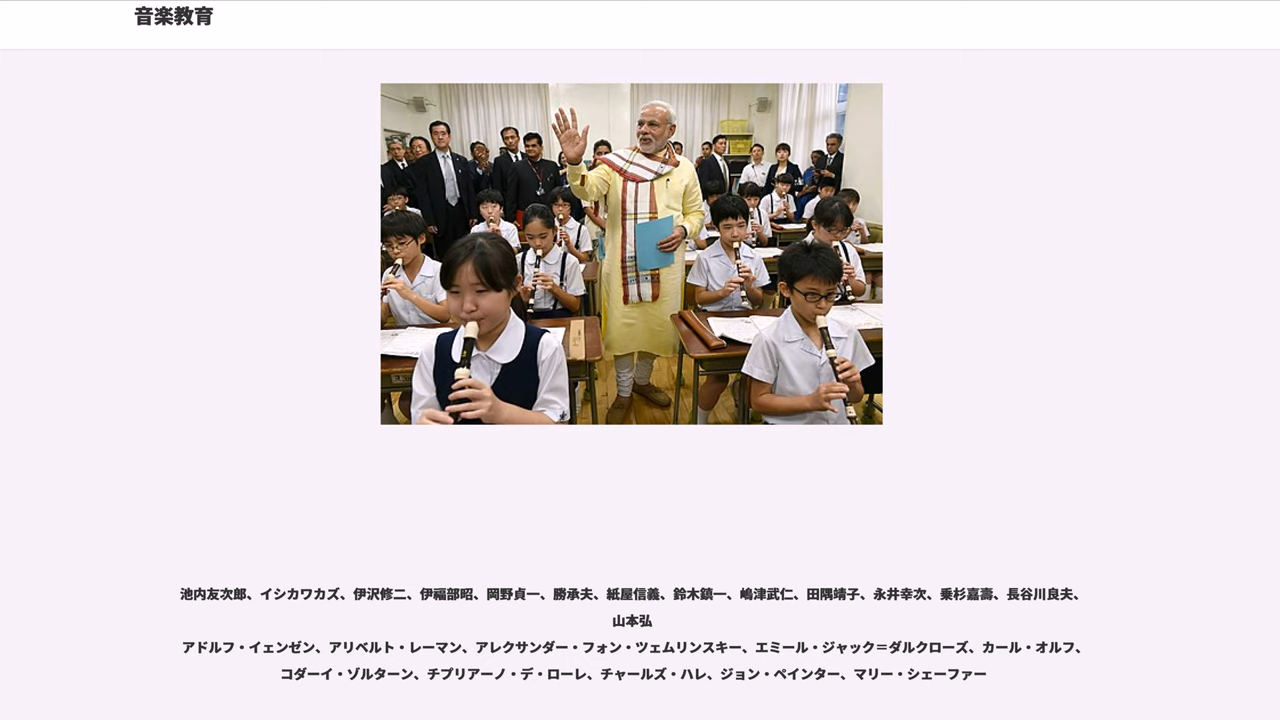 音楽教育
池内友次郎、イシカワカズ、伊沢修二、伊福部昭、岡野貞一、勝承夫、紙屋信義、鈴木鎮一、嶋津武仁、田隅靖子、永井幸次、乗杉嘉壽、長谷川良夫、
山本弘
アドルフ・イェンゼン、アリベルト・レーマン、アレクサンダー・フォン・ツェムリンスキー、エミール・ジャック＝ダルクローズ、カール・オルフ、
コダーイ・ゾルターン、チプリアーノ・デ・ローレ、チャールズ・ハレ、ジョン・ペインター、マリー・シェーファー